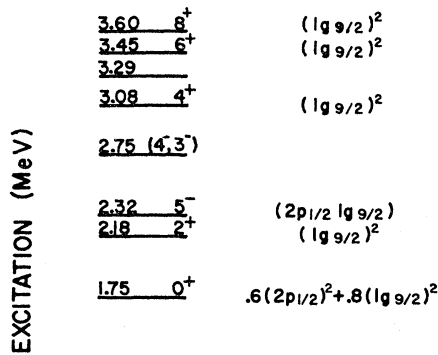 3.60 8+ (1g 9/2)²
3.45 6+ (1g 9/2)²
3.29
3.08 4+ (1g 9/2)²
2.75 (4⁻,3⁻)
2.32 5⁻ (2p1/2 1g 9/2)
2.18 2+ (1g 9/2)²
1.75 0+ .6(2p1/2)²+.8(1g 9/2)²
EXCITATION (MeV)